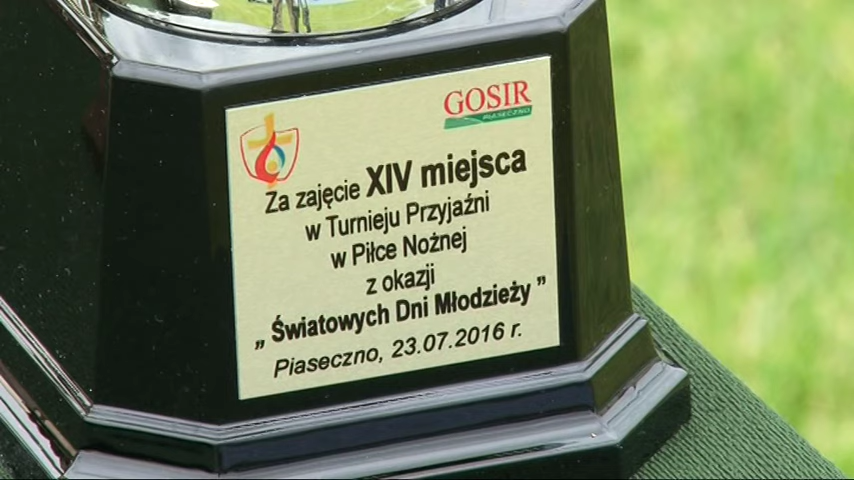 GOSIR
PIASECZNO
Za zajęcie XIV miejsca
w Turnieju Przyjaźni
w Piłce Nożnej
z okazji
„ Światowych Dni Młodzieży ”
Piaseczno, 23.07.2016 r.